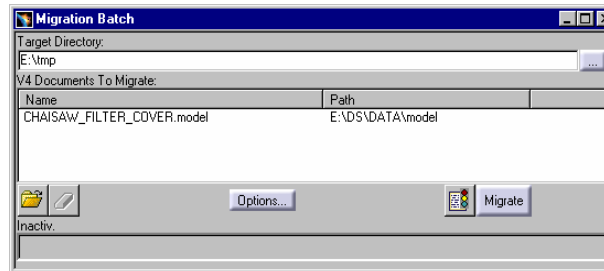 Migration Batch
Target Directory:
E:\tmp
...
V4 Documents To Migrate:
Name Path
CHAISAW_FILTER_COVER.model E:\DS\DATA\model
Options... Migrate
Inactiv.